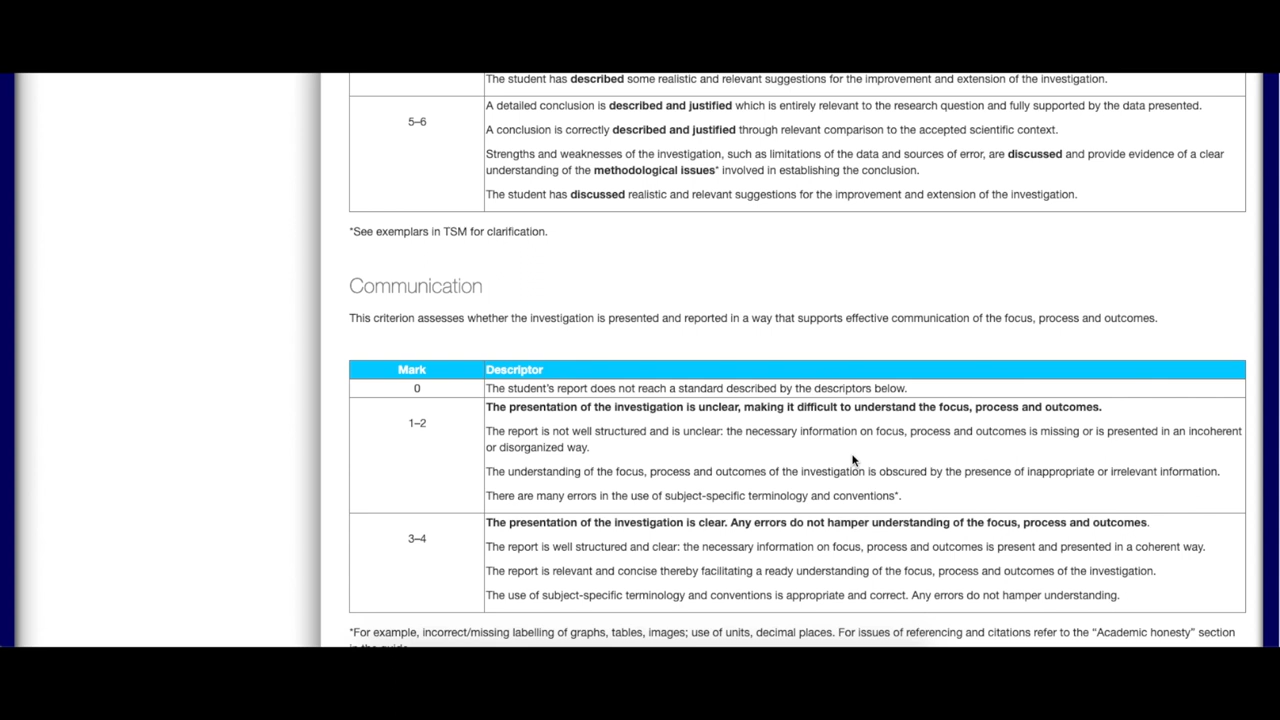 The student has described some realistic and relevant suggestions for the improvement and extension of the investigation.
5–6
A detailed conclusion is described and justified which is entirely relevant to the research question and fully supported by the data presented.
A conclusion is correctly described and justified through relevant comparison to the accepted scientific context.
Strengths and weaknesses of the investigation, such as limitations of the data and sources of error, are discussed and provide evidence of a clear
understanding of the methodological issues* involved in establishing the conclusion.
The student has discussed realistic and relevant suggestions for the improvement and extension of the investigation.
*See exemplars in TSM for clarification.
Communication
This criterion assesses whether the investigation is presented and reported in a way that supports effective communication of the focus, process and outcomes.
Mark Descriptor
0 The student’s report does not reach a standard described by the descriptors below.
1–2
The presentation of the investigation is unclear, making it difficult to understand the focus, process and outcomes.
The report is not well structured and is unclear: the necessary information on focus, process and outcomes is missing or is presented in an incoherent
or disorganized way.
The understanding of the focus, process and outcomes of the investigation is obscured by the presence of inappropriate or irrelevant information.
There are many errors in the use of subject-specific terminology and conventions*.
3–4
The presentation of the investigation is clear. Any errors do not hamper understanding of the focus, process and outcomes.
The report is well structured and clear: the necessary information on focus, process and outcomes is present and presented in a coherent way.
The report is relevant and concise thereby facilitating a ready understanding of the focus, process and outcomes of the investigation.
The use of subject-specific terminology and conventions is appropriate and correct. Any errors do not hamper understanding.
*For example, incorrect/missing labelling of graphs, tables, images; use of units, decimal places. For issues of referencing and citations refer to the “Academic honesty” section